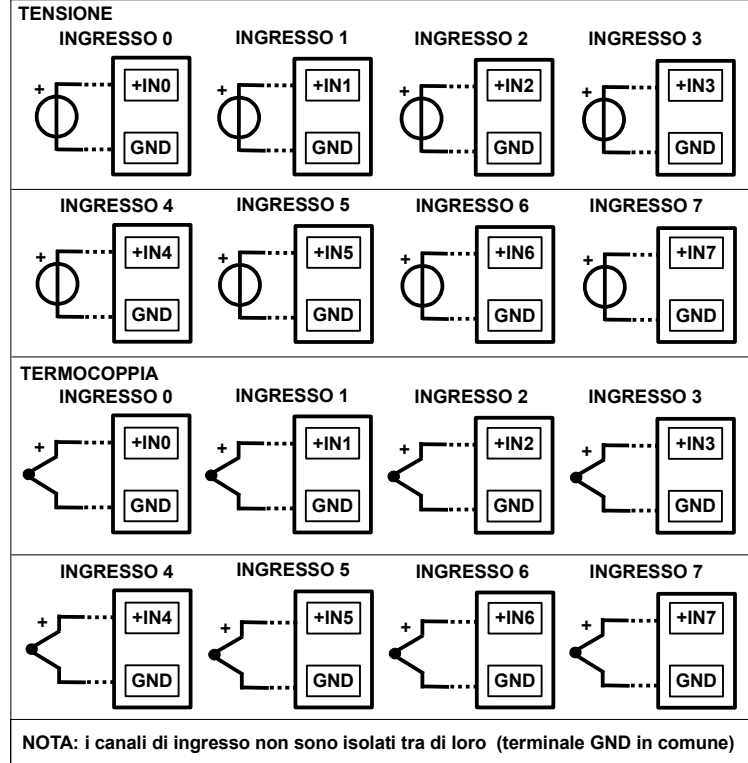 TENSIONE
INGRESSO 0 INGRESSO 1 INGRESSO 2 INGRESSO 3
+ +IN0 + +IN1 + +IN2 + +IN3
GND GND GND GND
INGRESSO 4 INGRESSO 5 INGRESSO 6 INGRESSO 7
+ +IN4 + +IN5 + +IN6 + +IN7
GND GND GND GND
TERMOCOPPIA
INGRESSO 0 INGRESSO 1 INGRESSO 2 INGRESSO 3
+ +IN0 + +IN1 + +IN2 + +IN3
GND GND GND GND
INGRESSO 4 INGRESSO 5 INGRESSO 6 INGRESSO 7
+ +IN4 + +IN5 + +IN6 + +IN7
GND GND GND GND
NOTA: i canali di ingresso non sono isolati tra di loro (terminale GND in comune)